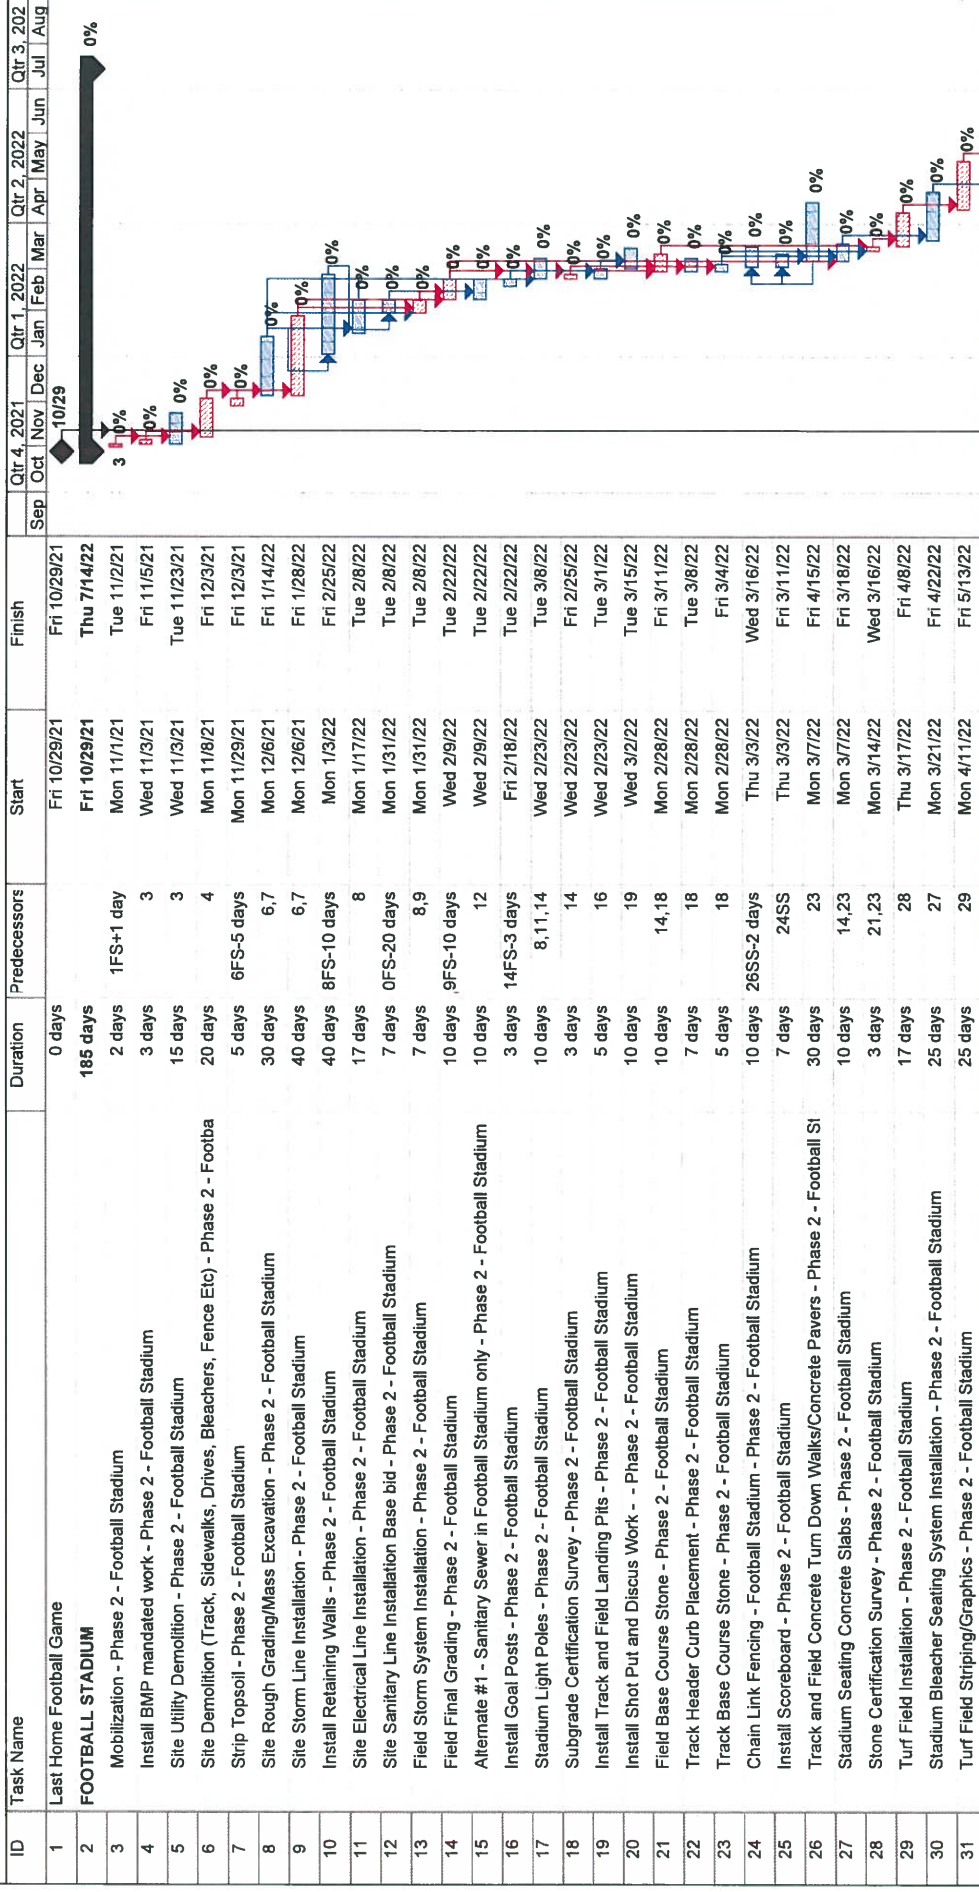 ID Task Name Duration Predecessors Start Finish Qtr 4, 2021 Qtr 1, 2022 Qtr 2, 2022 Qtr 3, 202
Sep Oct Nov Dec Jan Feb Mar Apr May Jun Jul Aug
1 Last Home Football Game 0 days Fri 10/29/21 Fri 10/29/21 10/29
2 FOOTBALL STADIUM 185 days Fri 10/29/21 Thu 7/14/22 0%
3 Mobilization - Phase 2 - Football Stadium 2 days 1FS+1 day Mon 11/1/21 Tue 11/2/21 3 0%
4 Install BMP mandated work - Phase 2 - Football Stadium 3 days 3 Wed 11/3/21 Fri 11/5/21 0%
5 Site Utility Demolition - Phase 2 - Football Stadium 15 days 3 Wed 11/3/21 Tue 11/23/21 0%
6 Site Demolition (Track, Sidewalks, Drives, Bleachers, Fence Etc) - Phase 2 - Footba 20 days 4 Mon 11/8/21 Fri 12/3/21 0%
7 Strip Topsoil - Phase 2 - Football Stadium 5 days 6FS-5 days Mon 11/29/21 Fri 12/3/21 0%
8 Site Rough Grading/Mass Excavation - Phase 2 - Football Stadium 30 days 6,7 Mon 12/6/21 Fri 1/14/22 0%
9 Site Storm Line Installation - Phase 2 - Football Stadium 40 days 6,7 Mon 12/6/21 Fri 1/28/22 0%
10 Install Retaining Walls - Phase 2 - Football Stadium 40 days 8FS-10 days Mon 1/3/22 Fri 2/25/22 0%
11 Site Electrical Line Installation - Phase 2 - Football Stadium 17 days 8 Mon 1/17/22 Tue 2/8/22 0%
12 Site Sanitary Line Installation Base bid - Phase 2 - Football Stadium 7 days 0FS-20 days Mon 1/31/22 Tue 2/8/22 0%
13 Field Storm System Installation - Phase 2 - Football Stadium 7 days 8,9 Mon 1/31/22 Tue 2/8/22 0%
14 Field Final Grading - Phase 2 - Football Stadium 10 days ,9FS-10 days Wed 2/9/22 Tue 2/22/22 0%
15 Alternate #1 - Sanitary Sewer in Football Stadium only - Phase 2 - Football Stadium 10 days 12 Wed 2/9/22 Tue 2/22/22 0%
16 Install Goal Posts - Phase 2 - Football Stadium 3 days 14FS-3 days Fri 2/18/22 Tue 2/22/22 0%
17 Stadium Light Poles - Phase 2 - Football Stadium 10 days 8,11,14 Wed 2/23/22 Tue 3/8/22 0%
18 Subgrade Certification Survey - Phase 2 - Football Stadium 3 days 14 Wed 2/23/22 Fri 2/25/22 0%
19 Install Track and Field Landing Pits - Phase 2 - Football Stadium 5 days 16 Wed 2/23/22 Tue 3/1/22 0%
20 Install Shot Put and Discus Work - - Phase 2 - Football Stadium 10 days 19 Wed 3/2/22 Tue 3/15/22 0%
21 Field Base Course Stone - Phase 2 - Football Stadium 10 days 14,18 Mon 2/28/22 Fri 3/11/22 0%
22 Track Header Curb Placement - Phase 2 - Football Stadium 7 days 18 Mon 2/28/22 Tue 3/8/22 0%
23 Track Base Course Stone - Phase 2 - Football Stadium 5 days 18 Mon 2/28/22 Fri 3/4/22 0%
24 Chain Link Fencing - Football Stadium - Phase 2 - Football Stadium 10 days 26SS-2 days Thu 3/3/22 Wed 3/16/22 0%
25 Install Scoreboard - Phase 2 - Football Stadium 7 days 24SS Thu 3/3/22 Fri 3/11/22 0%
26 Track and Field Concrete Turn Down Walks/Concrete Pavers - Phase 2 - Football St 30 days 23 Mon 3/7/22 Fri 4/15/22 0%
27 Stadium Seating Concrete Slabs - Phase 2 - Football Stadium 10 days 14,23 Mon 3/7/22 Fri 3/18/22 0%
28 Stone Certification Survey - Phase 2 - Football Stadium 3 days 21,23 Mon 3/14/22 Wed 3/16/22 0%
29 Turf Field Installation - Phase 2 - Football Stadium 17 days 28 Thu 3/17/22 Fri 4/8/22 0%
30 Stadium Bleacher Seating System Installation - Phase 2 - Football Stadium 25 days 27 Mon 3/21/22 Fri 4/22/22 0%
31 Turf Field Striping/Graphics - Phase 2 - Football Stadium 25 days 29 Mon 4/11/22 Fri 5/13/22 0%